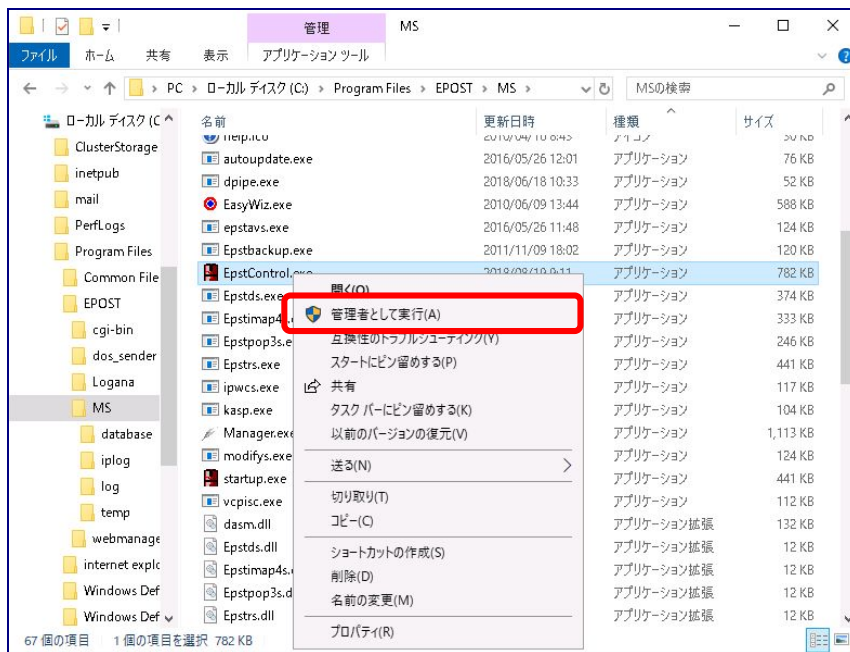 管理 MS
ファイル ホーム 共有 表示 アプリケーション ツール
PC › ローカル ディスク (C:) › Program Files › EPOST › MS › MSの検索
ローカル ディスク (C
ClusterStorage
inetpub
mail
PerfLogs
Program Files
Common File
EPOST
cgi-bin
dos_sender
Logana
MS
database
iplog
log
temp
webmanage
internet explo
Windows Def
Windows Def
名前 更新日時 種類 サイズ
help.ico 2010/04/10 8:45 アイコン 30 KB
autoupdate.exe 2016/05/26 12:01 アプリケーション 76 KB
dpipe.exe 2018/06/18 10:33 アプリケーション 52 KB
EasyWiz.exe 2010/06/09 13:44 アプリケーション 588 KB
epstavs.exe 2016/05/26 11:48 アプリケーション 124 KB
Epstbackup.exe 2011/11/09 18:02 アプリケーション 120 KB
EpstControl.exe 2018/08/19 9:11 アプリケーション 782 KB
Epstds.exe アプリケーション 374 KB
Epstimap4s. アプリケーション 333 KB
Epstpop3s.e アプリケーション 246 KB
Epstrs.exe アプリケーション 441 KB
ipwcs.exe アプリケーション 117 KB
kasp.exe アプリケーション 104 KB
Manager.exe アプリケーション 1,113 KB
modifys.exe アプリケーション 124 KB
startup.exe アプリケーション 441 KB
vcpisc.exe アプリケーション 112 KB
dasm.dll アプリケーション拡張 132 KB
Epstds.dll アプリケーション拡張 12 KB
Epstimap4s. アプリケーション拡張 12 KB
Epstpop3s.d アプリケーション拡張 12 KB
Epstrs.dll アプリケーション拡張 12 KB
開く(O)
管理者として実行(A)
互換性のトラブルシューティング(Y)
スタートにピン留めする(P)
共有
タスク バーにピン留めする(K)
以前のバージョンの復元(V)
送る(N)
切り取り(T)
コピー(C)
ショートカットの作成(S)
削除(D)
名前の変更(M)
プロパティ(R)
67 個の項目 1 個の項目を選択 782 KB